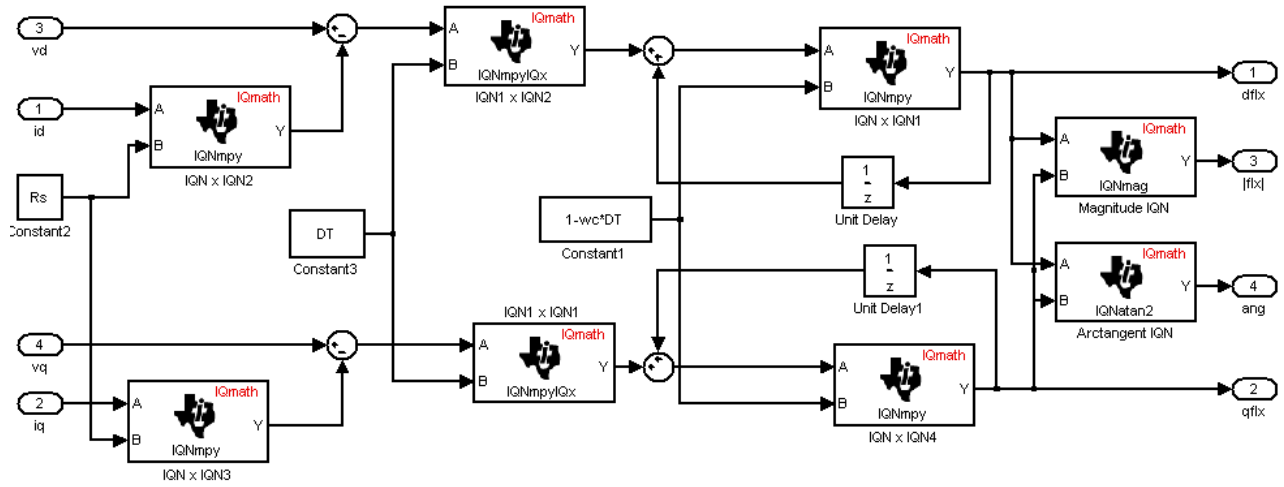 3
vd
1
id
A
B
IQmath
IQNmpy
Y
IQN x IQN2
Rs
Constant2
A
B
IQmath
IQNmpyIQx
Y
IQN1 x IQN2
DT
Constant3
1-wc*DT
Constant1
A
B
IQmath
IQNmpy
Y
IQN x IQN1
1
z
Unit Delay
1
dflx
A
B
IQmath
IQNmag
Y
Magnitude IQN
3
|flx|
A
B
IQmath
IQNatan2
Y
Arctangent IQN
4
ang
1
z
Unit Delay1
4
vq
2
iq
A
B
IQmath
IQNmpy
Y
IQN x IQN3
IQN1 x IQN1
A
B
IQmath
IQNmpyIQx
Y
A
B
IQmath
IQNmpy
Y
IQN x IQN4
2
qflx